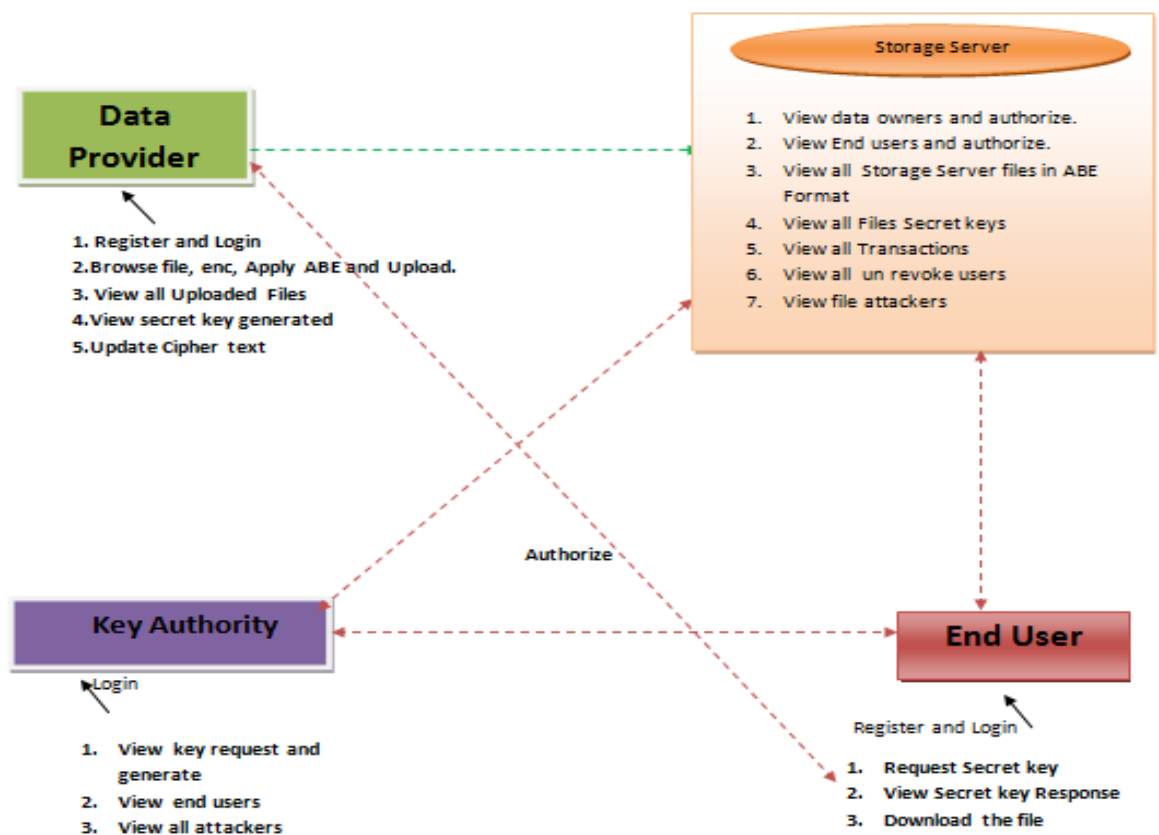 Storage Server
1. View data owners and authorize.
2. View End users and authorize.
3. View all Storage Server files in ABE
Format
4. View all Files Secret keys
5. View all Transactions
6. View all un revoke users
7. View file attackers
Data
Provider
1. Register and Login
2.Browse file, enc, Apply ABE and Upload.
3. View all Uploaded Files
4.View secret key generated
5.Update Cipher text
Authorize
Key Authority
Login
1. View key request and
generate
2. View end users
3. View all attackers
End User
Register and Login
1. Request Secret key
2. View Secret key Response
3. Download the file